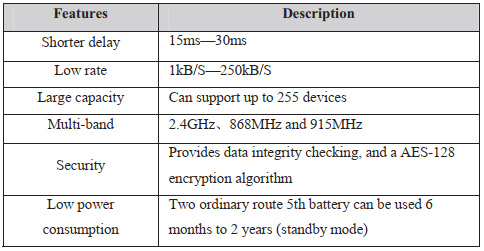 Features Description
Shorter delay 15ms—30ms
Low rate 1kB/S—250kB/S
Large capacity Can support up to 255 devices
Multi-band 2.4GHz、868MHz and 915MHz
Security Provides data integrity checking, and a AES-128
encryption algorithm
Low power Two ordinary route 5th battery can be used 6
consumption months to 2 years (standby mode)